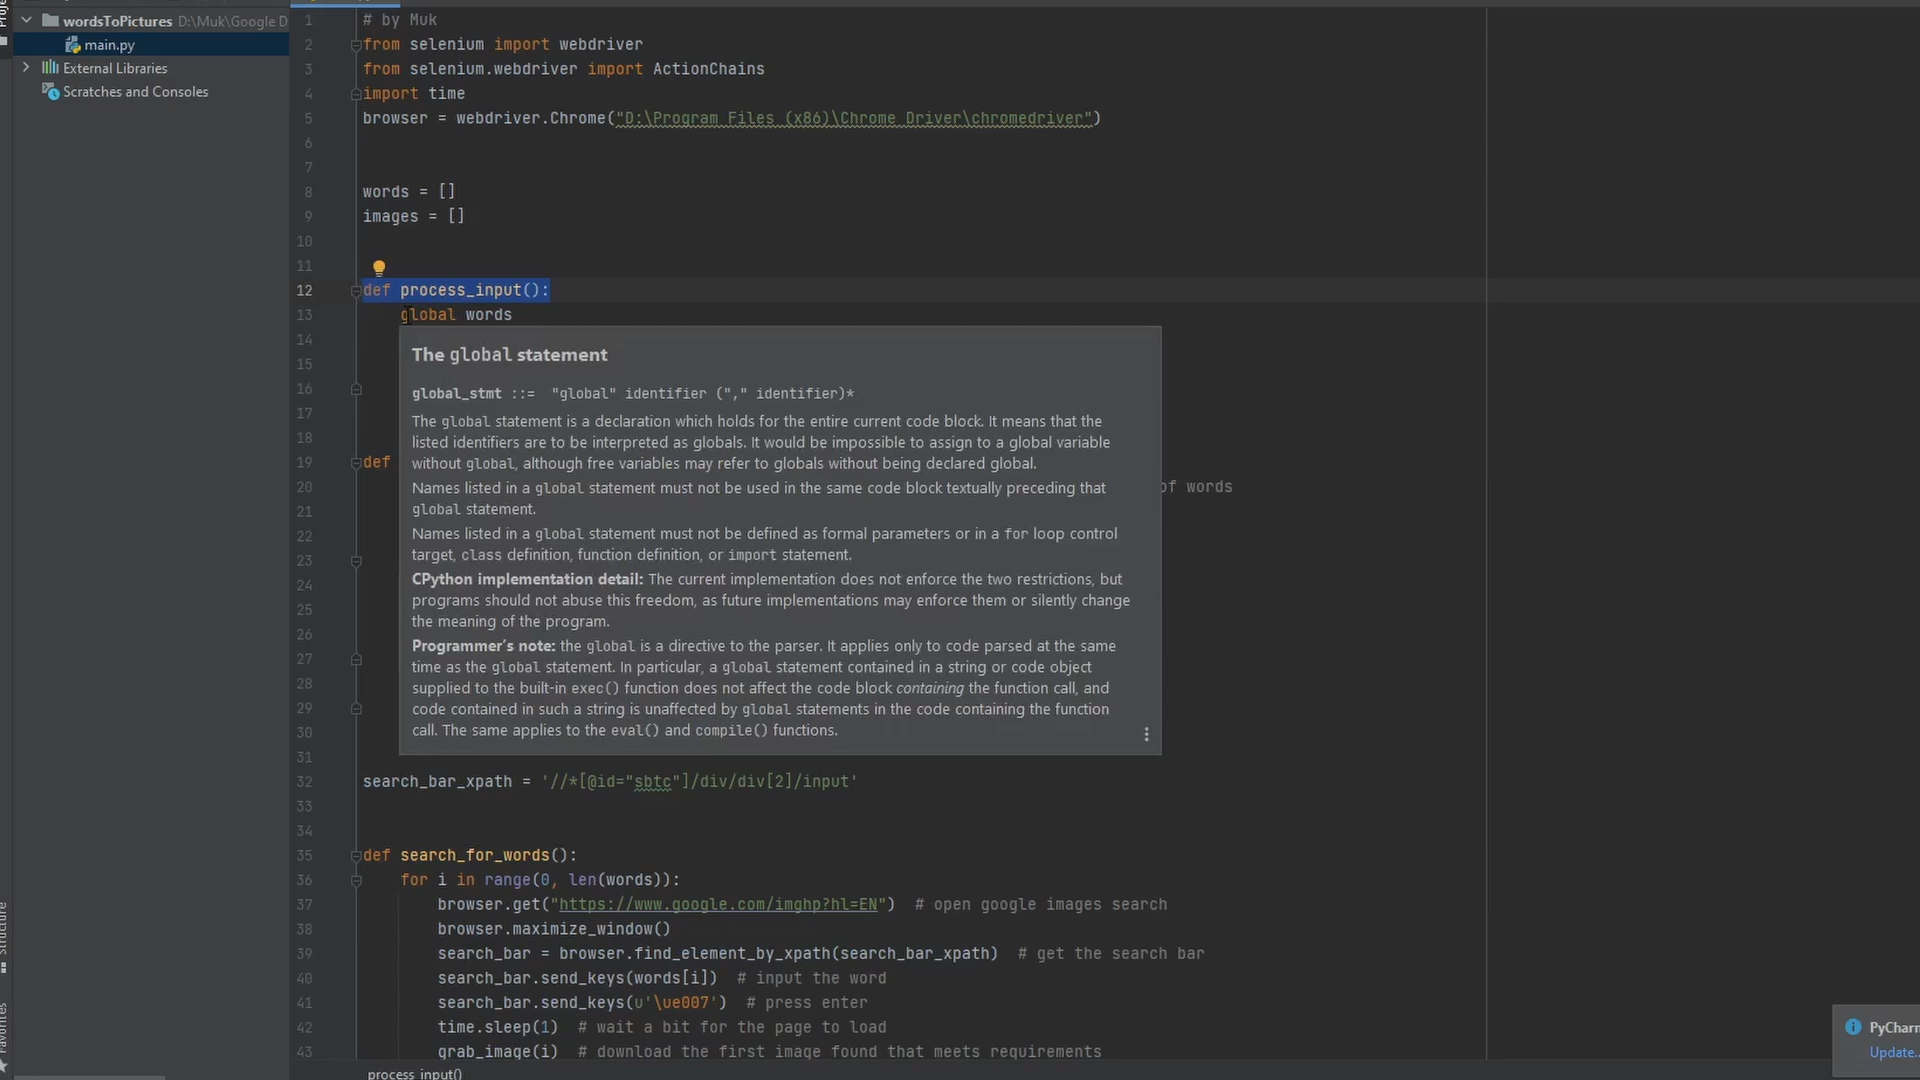 wordsToPictures D:\Muk\Google D
main.py
External Libraries
Scratches and Consoles
1 # by Muk
2 from selenium import webdriver
3 from selenium.webdriver import ActionChains
4 import time
5 browser = webdriver.Chrome("D:\Program Files (x86)\Chrome Driver\chromedriver")
6
7
8 words = []
9 images = []
10
11
12 def process_input():
13 global words
14
The global statement
15
global_stmt ::= "global" identifier ("," identifier)*
16
17
The global statement is a declaration which holds for the entire current code block. It means that the
18
listed identifiers are to be interpreted as globals. It would be impossible to assign to a global variable
19 def
without global, although free variables may refer to globals without being declared global.
20
Names listed in a global statement must not be used in the same code block textually preceding that
of words
21
global statement.
22
Names listed in a global statement must not be defined as formal parameters or in a for loop control
23
target, class definition, function definition, or import statement.
24
CPython implementation detail: The current implementation does not enforce the two restrictions, but
25
programs should not abuse this freedom, as future implementations may enforce them or silently change
26
the meaning of the program.
27
Programmer's note: the global is a directive to the parser. It applies only to code parsed at the same
28
time as the global statement. In particular, a global statement contained in a string or code object
29
supplied to the built-in exec() function does not affect the code block containing the function call, and
30
code contained in such a string is unaffected by global statements in the code containing the function
31
call. The same applies to the eval() and compile() functions.
32 search_bar_xpath = '//*[@id="sbtc"]/div/div[2]/input'
33
34
35 def search_for_words():
36 for i in range(0, len(words)):
37 browser.get("https://www.google.com/imghp?hl=EN") # open google images search
38 browser.maximize_window()
39 search_bar = browser.find_element_by_xpath(search_bar_xpath) # get the search bar
40 search_bar.send_keys(words[i]) # input the word
41 search_bar.send_keys(u'\ue007') # press enter
42 time.sleep(1) # wait a bit for the page to load
43 grab_image(i) # download the first image found that meets requirements
process_input()
Structure
Favorites
PyCharm
Update..